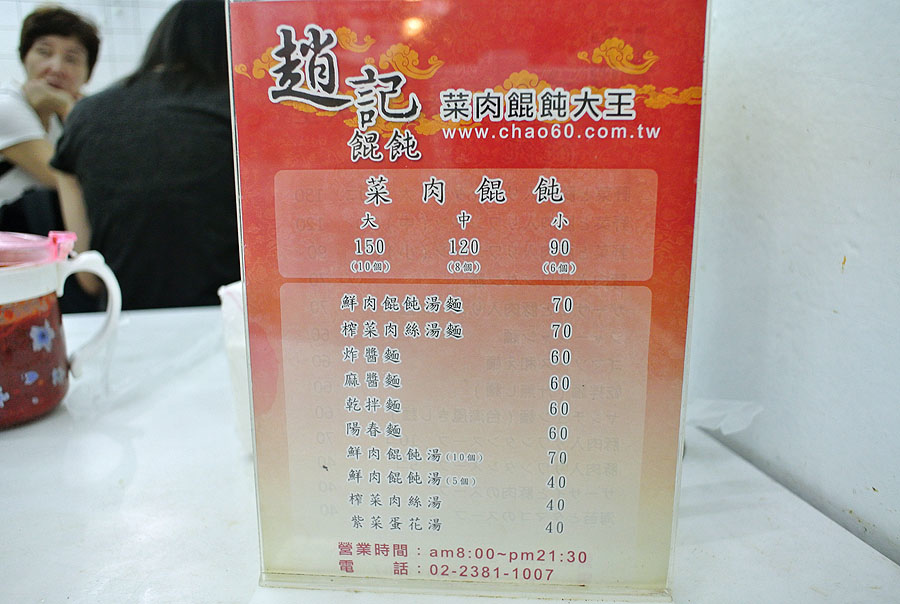 趙記
餛飩
菜肉餛飩大王
www.chao60.com.tw
菜肉餛飩
大 中 小
150 120 90
(10個) (8個) (6個)
鮮肉餛飩湯麵 70
榨菜肉絲湯麵 70
炸醬麵 60
麻醬麵 60
乾拌麵 60
陽春麵 60
鮮肉餛飩湯(10個) 70
鮮肉餛飩湯(5個) 40
榨菜肉絲湯 40
紫菜蛋花湯 40
營業時間：am8:00~pm21:30
電 話：02-2381-1007